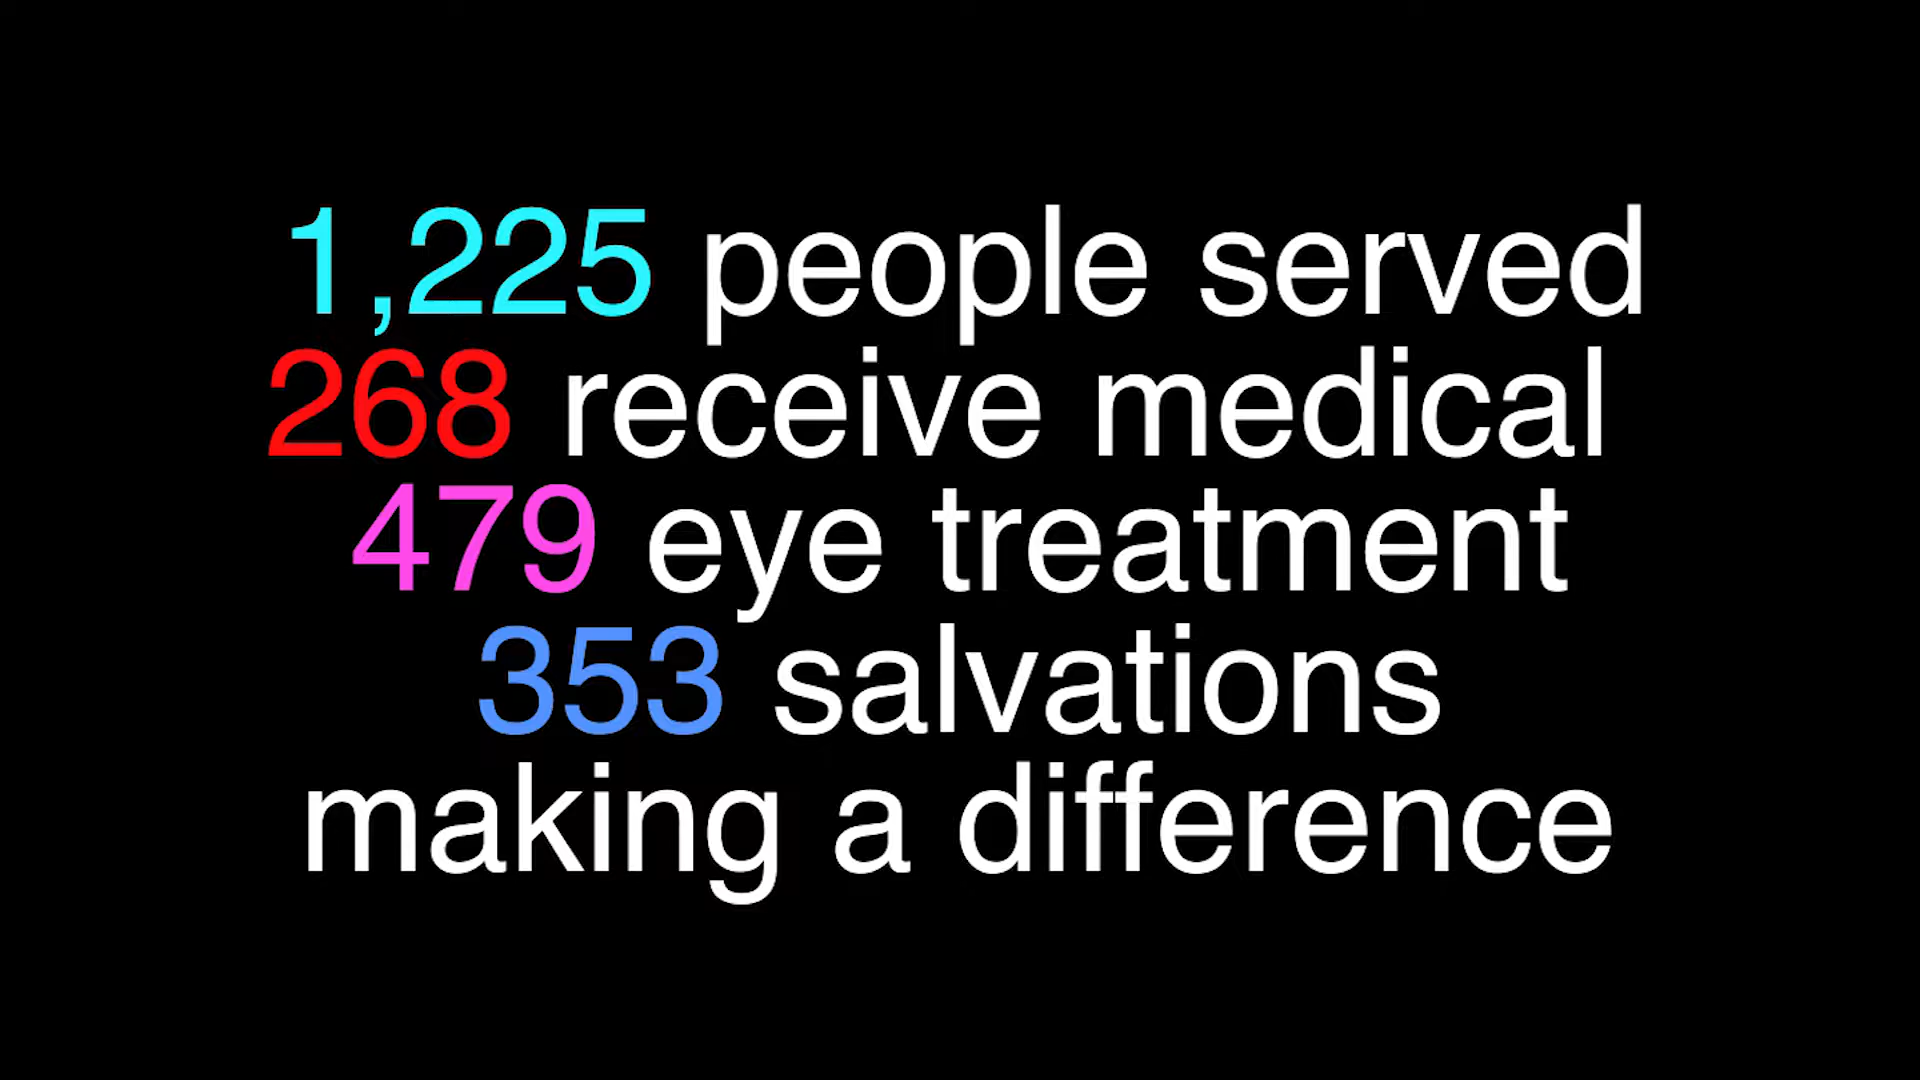 1,225 people served
268 receive medical
479 eye treatment
353 salvations
making a difference